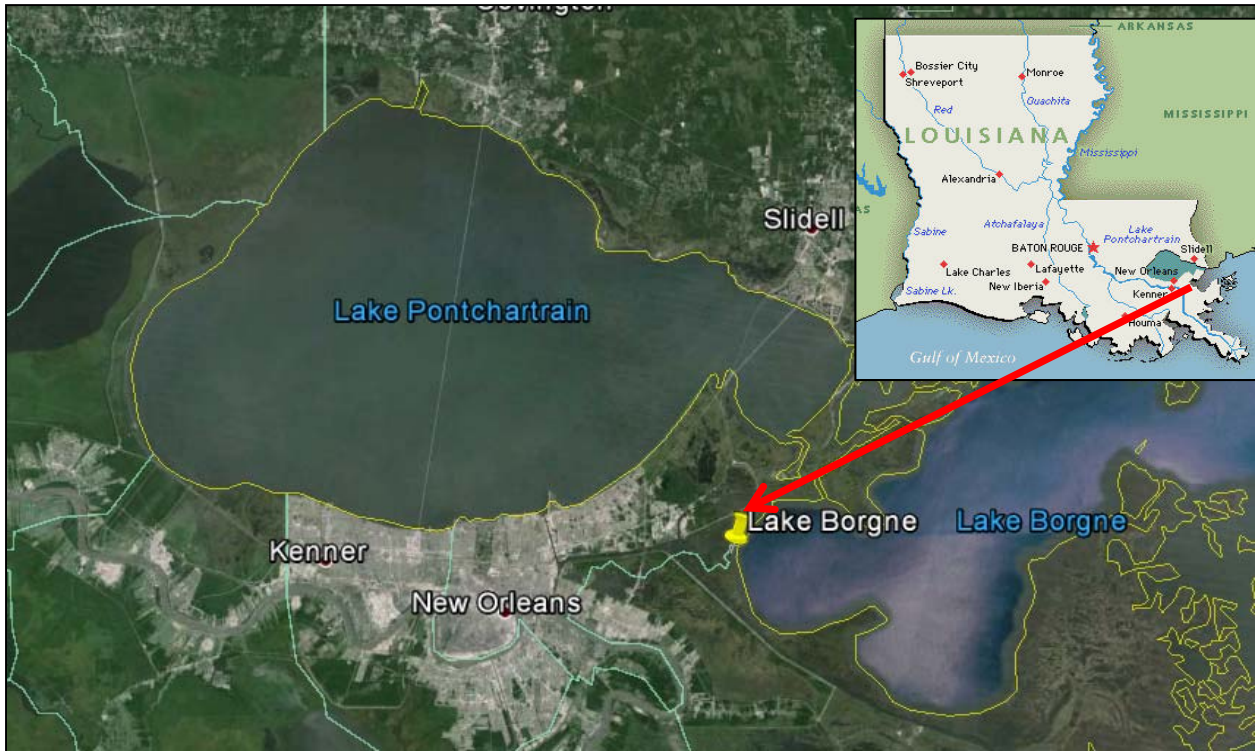 Covington
Slidell
Lake Pontchartrain
Lake Borgne
Lake Borgne
Kenner
New Orleans
ARKANSAS
Bossier City
Shreveport
Monroe
Red
Ouachita
MISSISSIPPI
LOUISIANA
Mississippi
Alexandria
AS
Sabine
Atchafalaya
Lake
Pontchartrain
BATON ROUGE
Slidell
Lake Charles
Lafayette
New Orleans
Sabine Lk.
New Iberia
Kenner
Houma
Gulf of Mexico